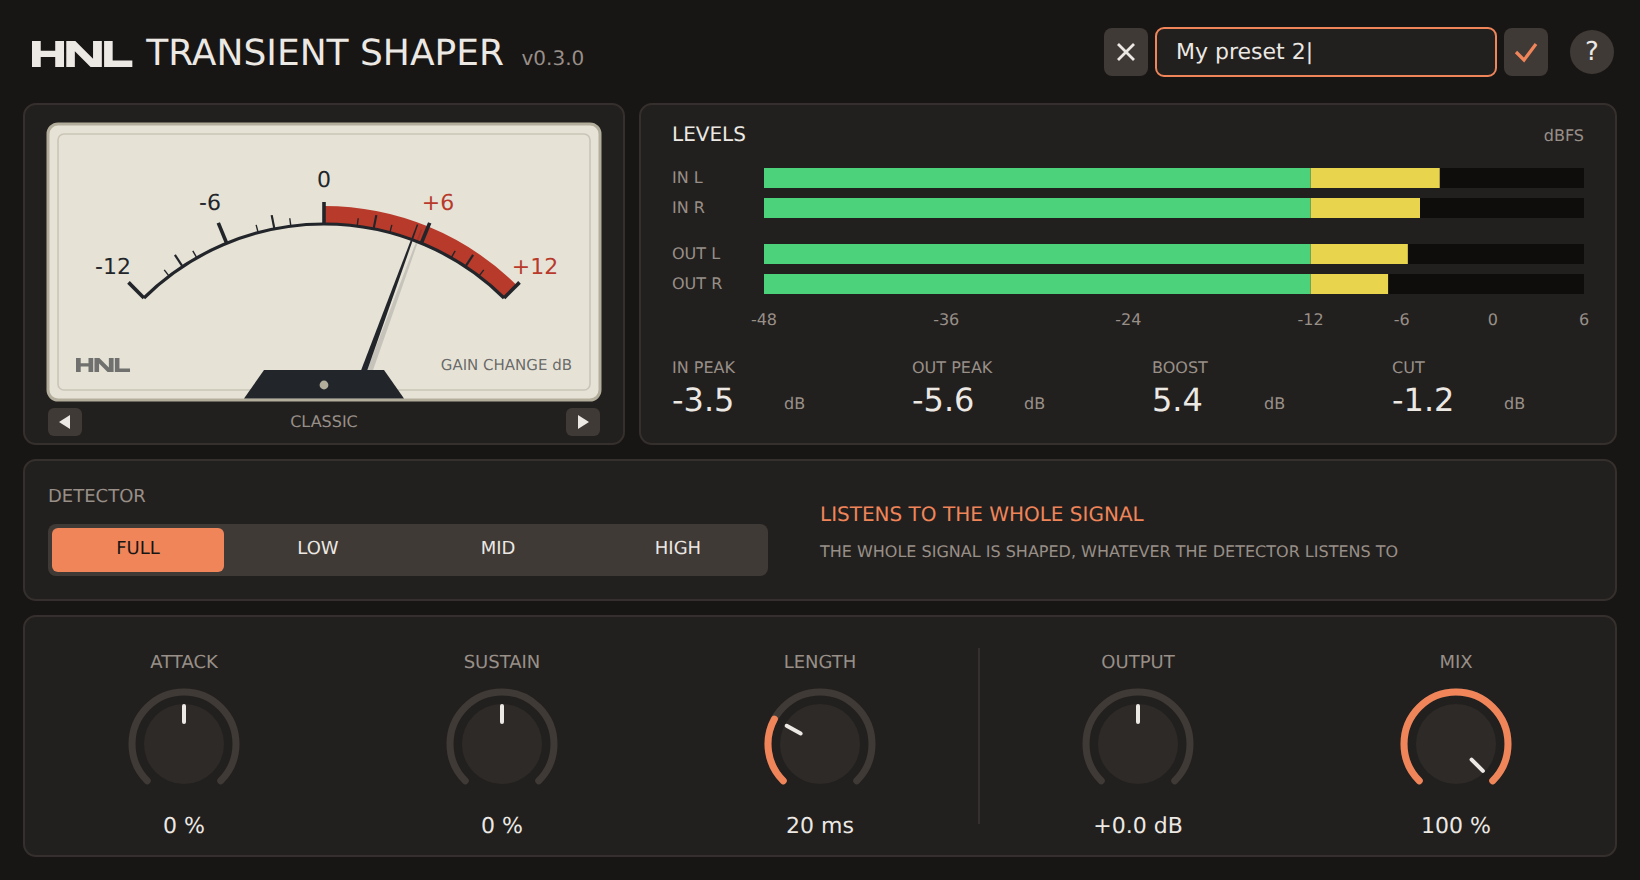 HNL TRANSIENT SHAPER v0.3.0
My preset 2|
?
-12
-6
0
+6
+12
HNL
GAIN CHANGE dB
CLASSIC
LEVELS
dBFS
IN L
IN R
OUT L
OUT R
-48 -36 -24 -12 -6 0 6
IN PEAK
-3.5 dB
OUT PEAK
-5.6 dB
BOOST
5.4 dB
CUT
-1.2 dB
DETECTOR
FULL LOW MID HIGH
LISTENS TO THE WHOLE SIGNAL
THE WHOLE SIGNAL IS SHAPED, WHATEVER THE DETECTOR LISTENS TO
ATTACK
0 %
SUSTAIN
0 %
LENGTH
20 ms
OUTPUT
+0.0 dB
MIX
100 %